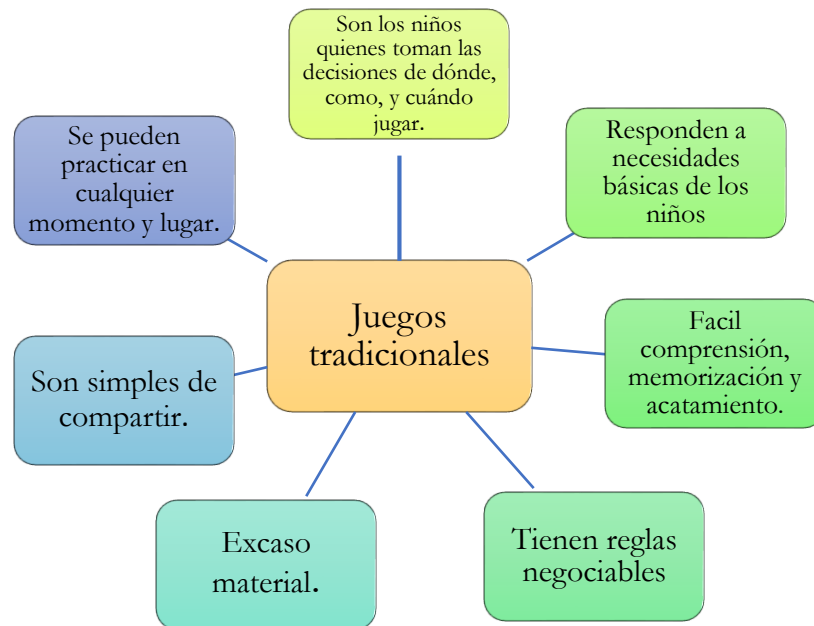 Son los niños
quienes toman las
decisiones de dónde,
como, y cuándo
jugar.
Se pueden
practicar en
cualquier
momento y lugar.
Responden a
necesidades
básicas de los
niños
Juegos
tradicionales
Facil
comprensión,
memorización y
acatamiento.
Son simples de
compartir.
Excaso
material.
Tienen reglas
negociables